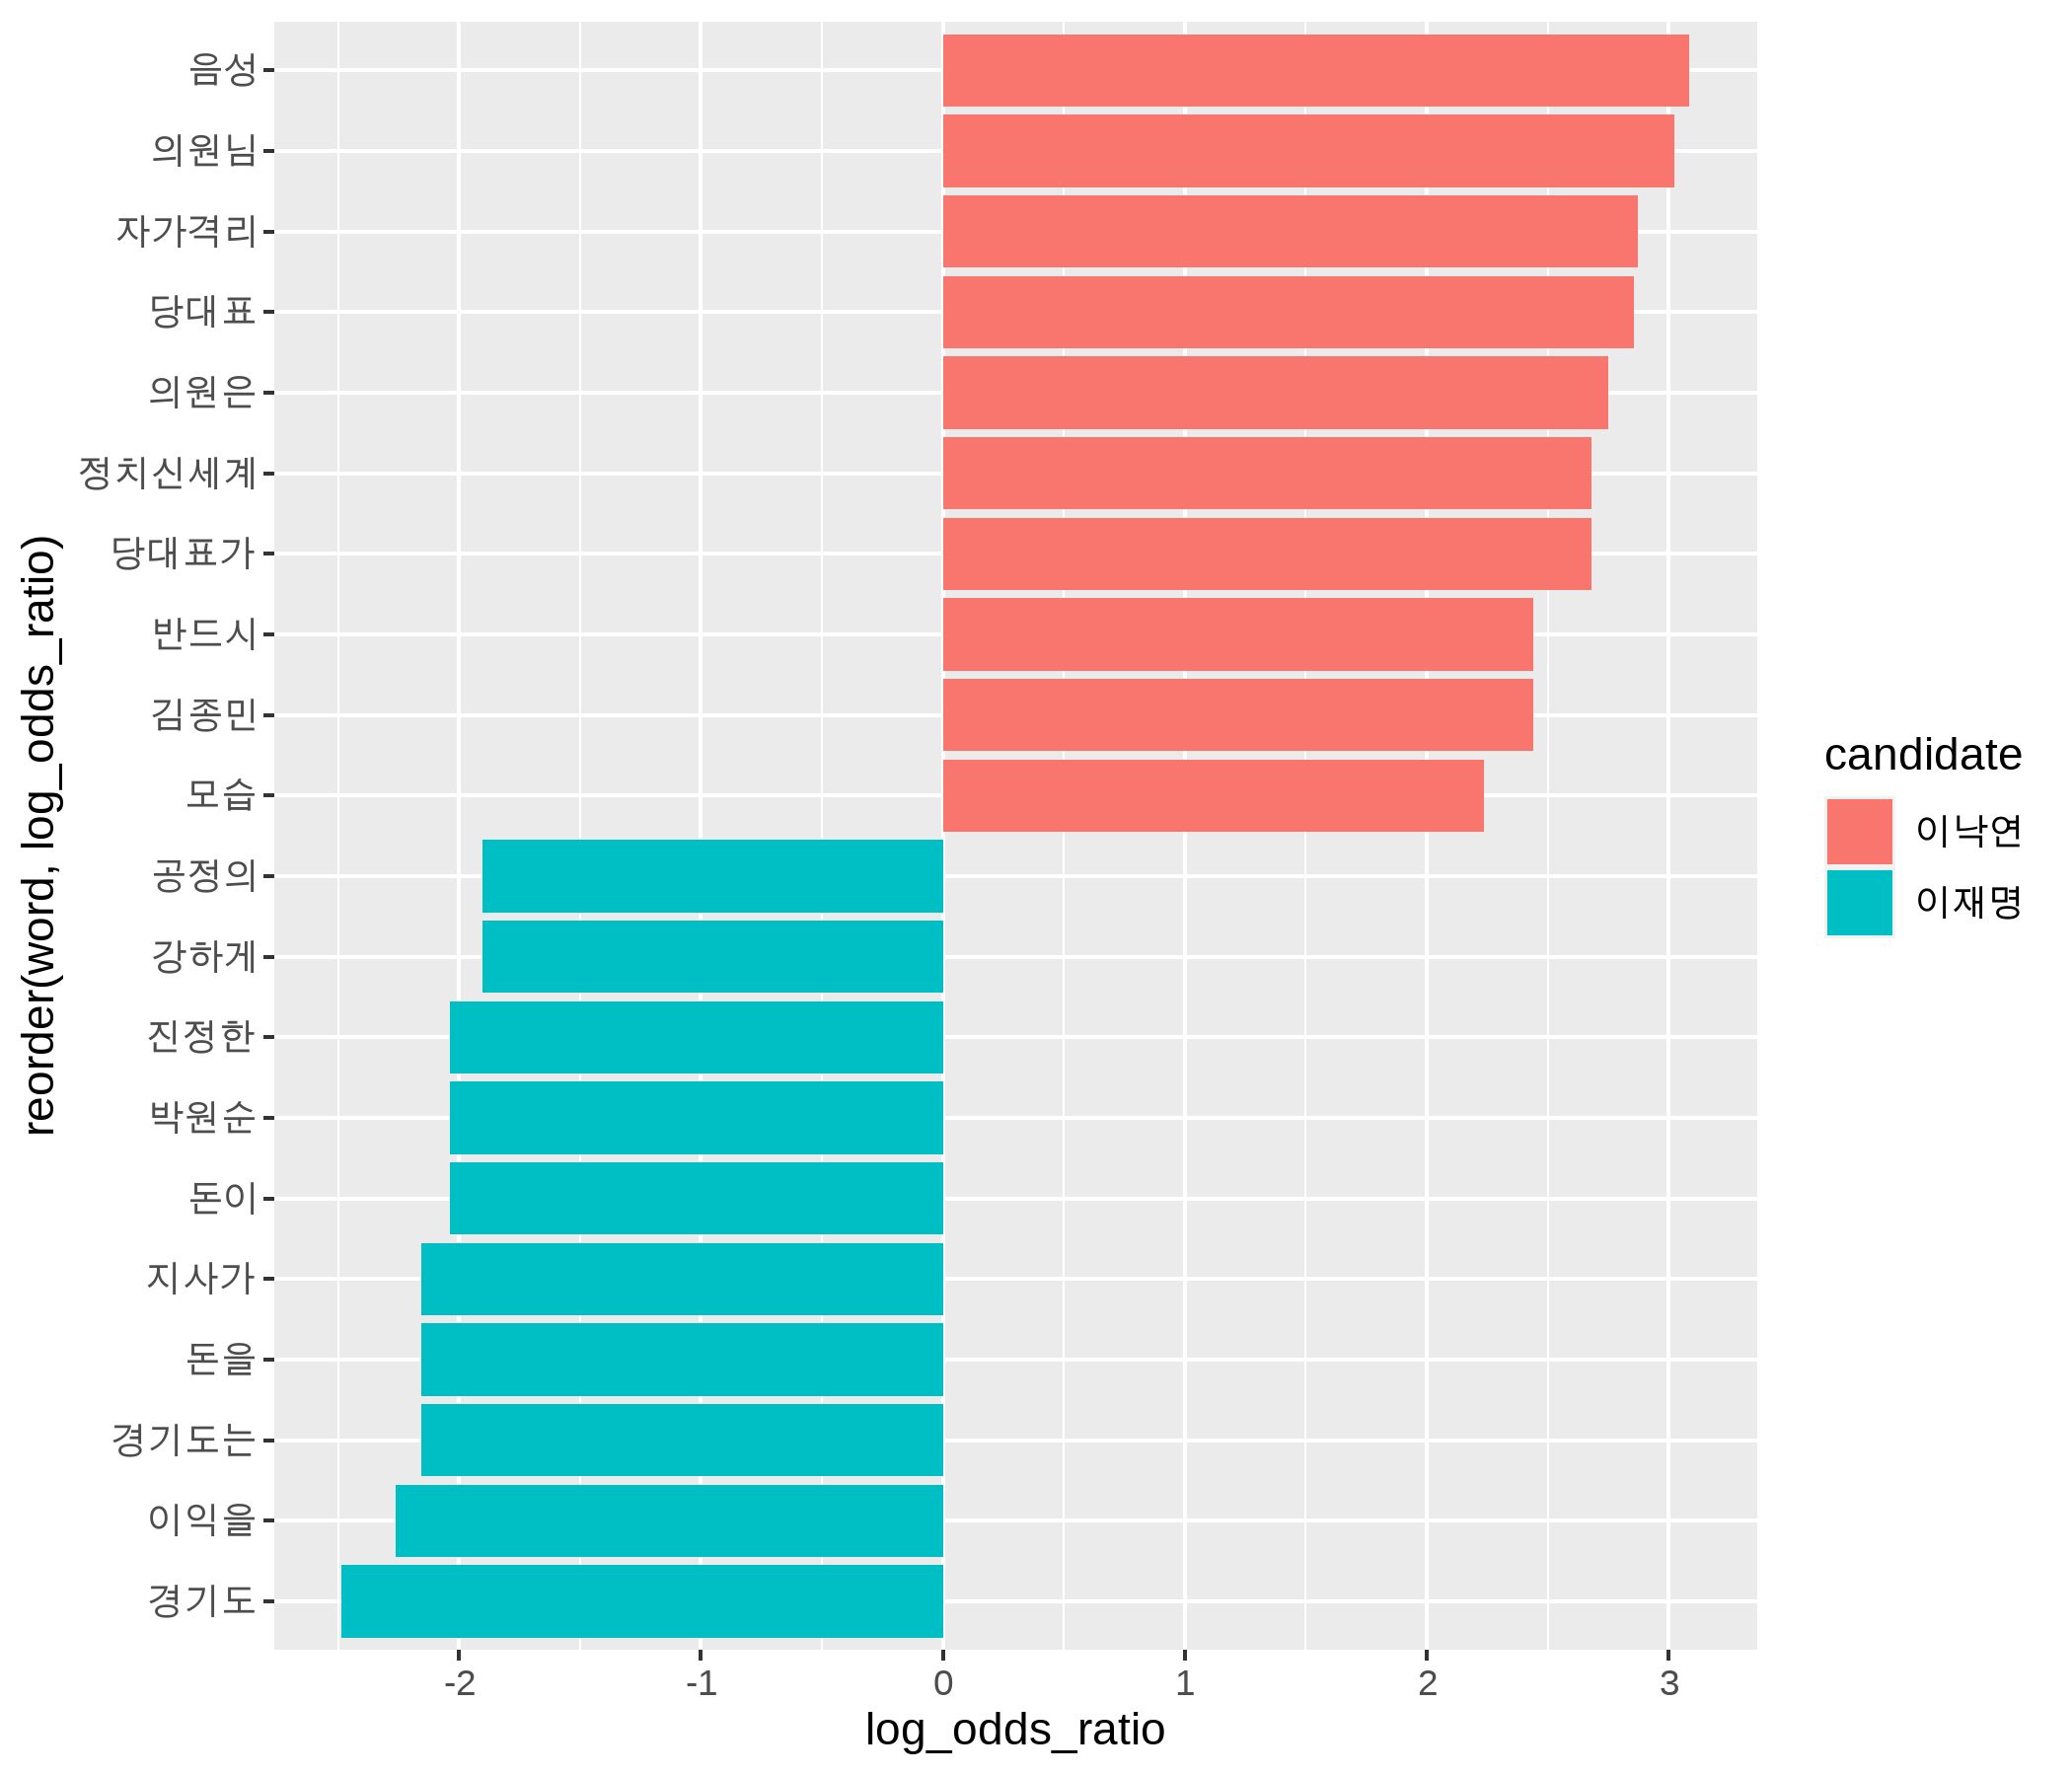 음성
의원님
자가격리
당대표
의원은
정치신세계
당대표가
반드시
김종민
모습
공정의
강하게
진정한
박원순
돈이
지사가
돈을
경기도는
이익을
경기도
reorder(word, log_odds_ratio)
-2 -1 0 1 2 3
log_odds_ratio
candidate
이낙연
이재명